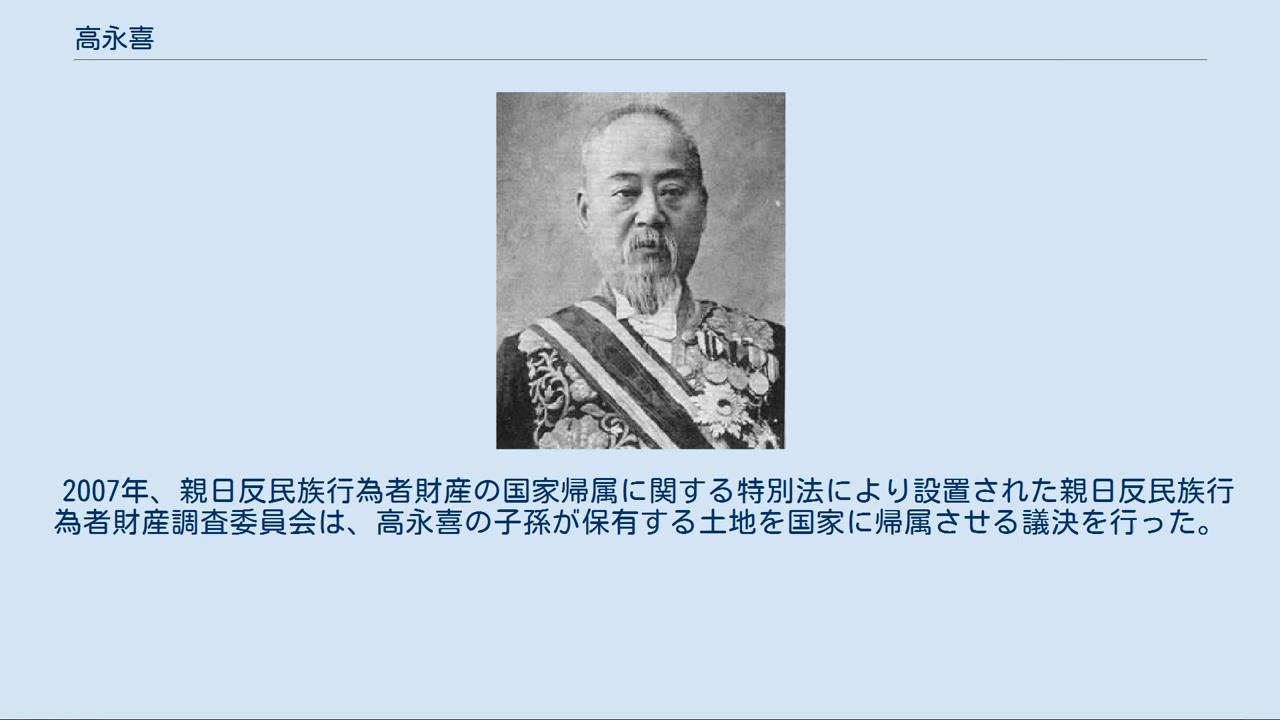 高永喜
2007年、親日反民族行為者財産の国家帰属に関する特別法により設置された親日反民族行
為者財産調査委員会は、高永喜の子孫が保有する土地を国家に帰属させる議決を行った。